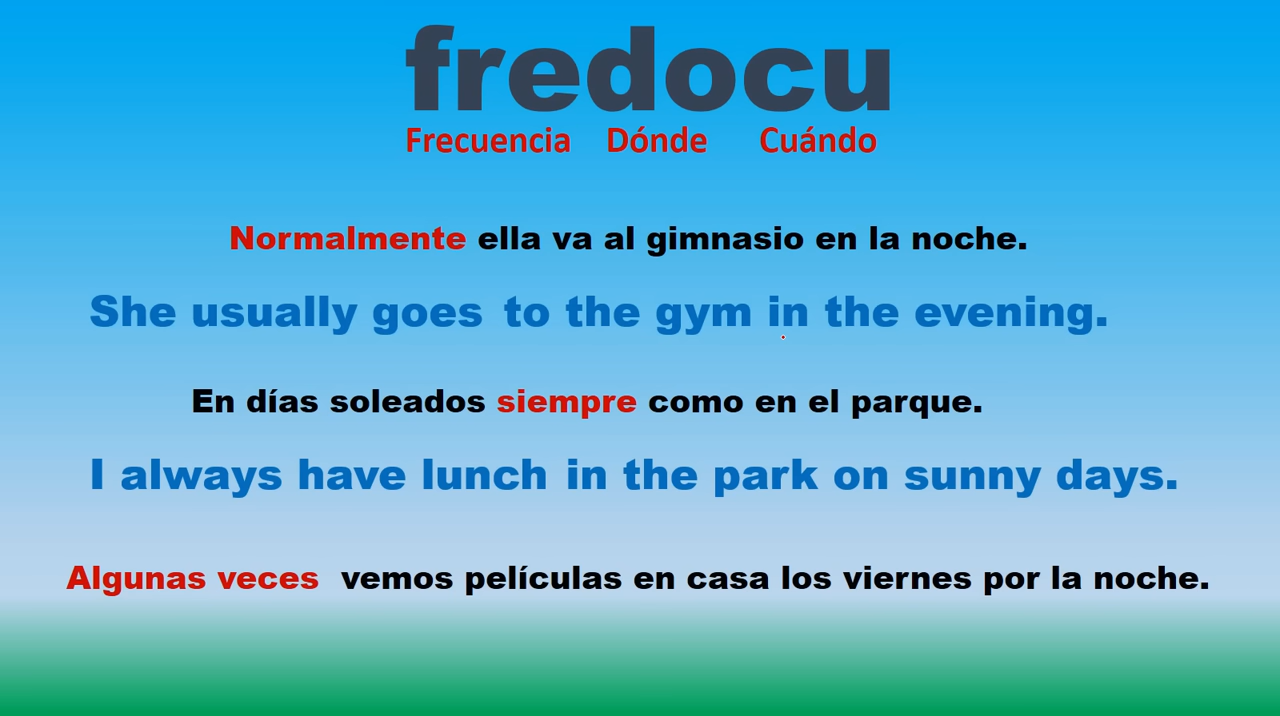 fredocu
Frecuencia Dónde Cuándo
Normalmente ella va al gimnasio en la noche.
She usually goes to the gym in the evening.
En días soleados siempre como en el parque.
I always have lunch in the park on sunny days.
Algunas veces vemos películas en casa los viernes por la noche.